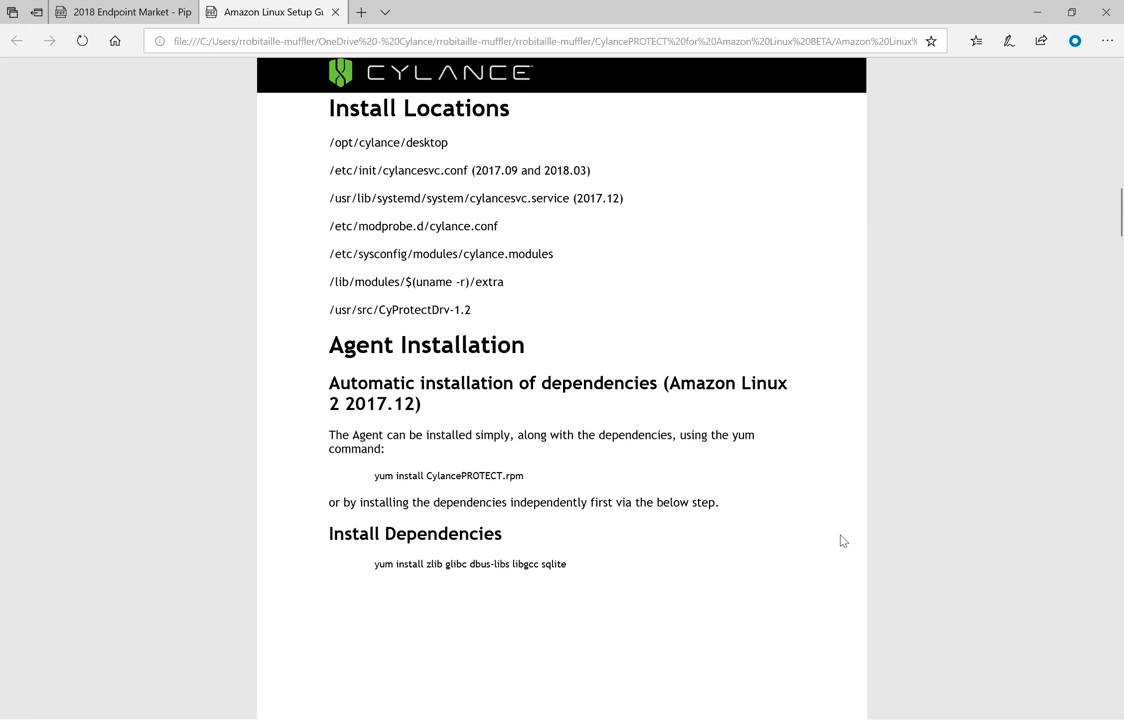 2018 Endpoint Market - Pip
Amazon Linux Setup Gu
file:///C:/Users/rrobitaille-muffler/OneDrive%20-%20Cylance/rrobitaille-muffler/rrobitaille-muffler/CylancePROTECT%20for%20Amazon%20Linux%20BETA/Amazon%20Linux%
CYLANCE
Install Locations
/opt/cylance/desktop
/etc/init/cylancesvc.conf (2017.09 and 2018.03)
/usr/lib/systemd/system/cylancesvc.service (2017.12)
/etc/modprobe.d/cylance.conf
/etc/sysconfig/modules/cylance.modules
/lib/modules/$(uname -r)/extra
/usr/src/CyProtectDrv-1.2
Agent Installation
Automatic installation of dependencies (Amazon Linux
2 2017.12)
The Agent can be installed simply, along with the dependencies, using the yum
command:
yum install CylancePROTECT.rpm
or by installing the dependencies independently first via the below step.
Install Dependencies
yum install zlib glibc dbus-libs libgcc sqlite